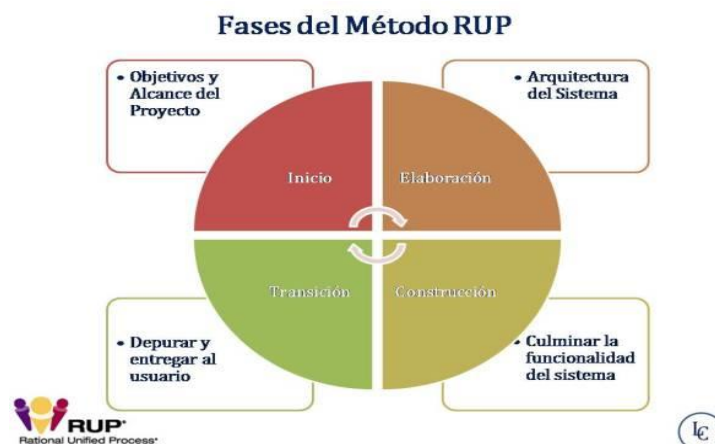 Fases del Método RUP
• Objetivos y
Alcance del
Proyecto
• Arquitectura
del Sistema
Inicio
Elaboración
Transición
Construcción
• Depurar y
entregar al
usuario
• Culminar la
funcionalidad
del sistema
RUP
Rational Unified Process
LC